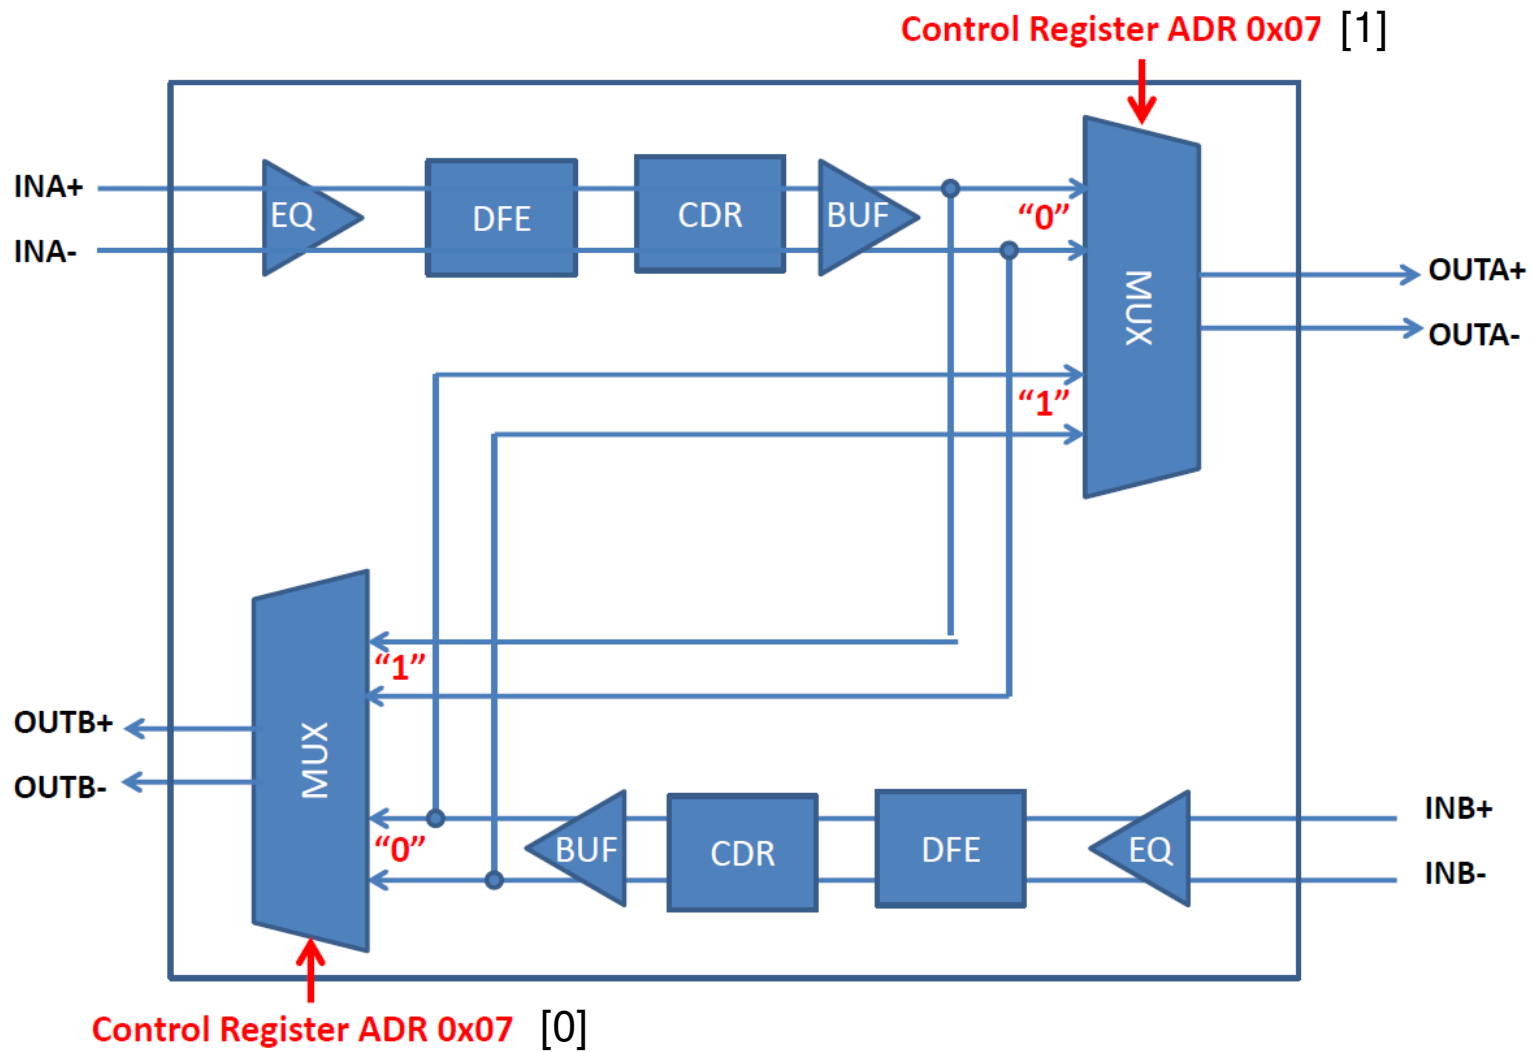 Control Register ADR 0x07 [1]
INA+
EQ
DFE
CDR
BUF
"0"
INA-
MUX
OUTA+
OUTA-
"1"
"1"
OUTB+
MUX
OUTB-
"0"
BUF
CDR
DFE
EQ
INB+
INB-
Control Register ADR 0x07 [0]